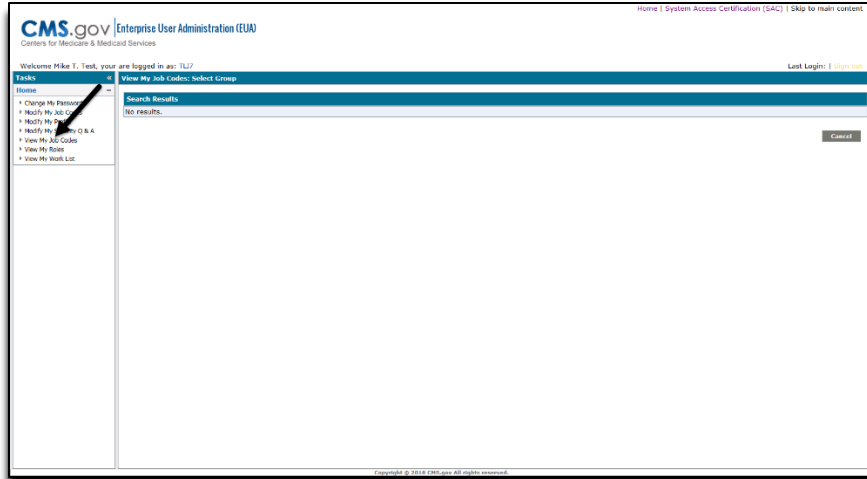 Home | System Access Certification (SAC) | Skip to main content
CMS.gov | Enterprise User Administration (EUA)
Centers for Medicare & Medicaid Services
Welcome Mike T. Test, your are logged in as: TLJ7
Last Login: | Sign out
Tasks «
View My Job Codes: Select Group
Home –
Search Results
No results.
Change My Password
Modify My Job
Modify My
Modify My Q & A
View My Job Codes
View My Roles
View My Work List
Cancel
Copyright © 2016 CMS.gov All rights reserved.